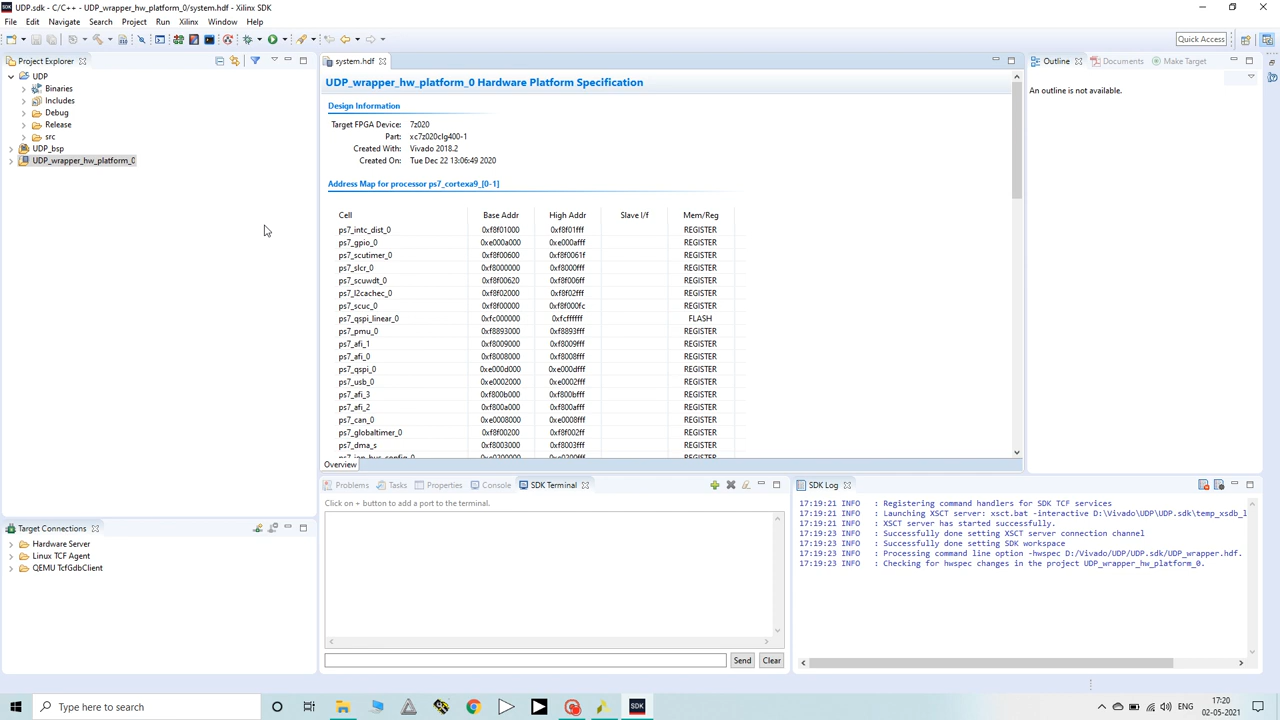 UDP.sdk - C/C++ - UDP_wrapper_hw_platform_0/system.hdf - Xilinx SDK
File Edit Navigate Search Project Run Xilinx Window Help
Quick Access
Project Explorer
UDP
Binaries
Includes
Debug
Release
src
UDP_bsp
UDP_wrapper_hw_platform_0
system.hdf
UDP_wrapper_hw_platform_0 Hardware Platform Specification
Design Information
Target FPGA Device: 7z020
Part: xc7z020clg400-1
Created With: Vivado 2018.2
Created On: Tue Dec 22 13:06:49 2020
Address Map for processor ps7_cortexa9_[0-1]
Cell Base Addr High Addr Slave I/f Mem/Reg
ps7_intc_dist_0 0xf8f01000 0xf8f01fff REGISTER
ps7_gpio_0 0xe000a000 0xe000afff REGISTER
ps7_scutimer_0 0xf8f00600 0xf8f0061f REGISTER
ps7_slcr_0 0xf8000000 0xf8000fff REGISTER
ps7_scuwdt_0 0xf8f00620 0xf8f006ff REGISTER
ps7_l2cachec_0 0xf8f02000 0xf8f02fff REGISTER
ps7_scuc_0 0xf8f00000 0xf8f000fc REGISTER
ps7_qspi_linear_0 0xfc000000 0xfcffffff FLASH
ps7_pmu_0 0xf8893000 0xf8893fff REGISTER
ps7_afi_1 0xf8009000 0xf8009fff REGISTER
ps7_afi_0 0xf8008000 0xf8008fff REGISTER
ps7_qspi_0 0xe000d000 0xe000dfff REGISTER
ps7_usb_0 0xe0002000 0xe0002fff REGISTER
ps7_afi_3 0xf800b000 0xf800bfff REGISTER
ps7_afi_2 0xf800a000 0xf800afff REGISTER
ps7_can_0 0xe0008000 0xe0008fff REGISTER
ps7_globaltimer_0 0xf8f00200 0xf8f002ff REGISTER
ps7_dma_s 0xf8003000 0xf8003fff REGISTER
ps7_iop_bus_config_0 0xe0200000 0xe0200fff REGISTER
Overview
Outline Documents Make Target
An outline is not available.
Target Connections
Hardware Server
Linux TCF Agent
QEMU TcfGdbClient
Problems Tasks Properties Console SDK Terminal
Click on + button to add a port to the terminal.
Send Clear
SDK Log
17:19:21 INFO : Registering command handlers for SDK TCF services
17:19:21 INFO : Launching XSCT server: xsct.bat -interactive D:\Vivado\UDP\UDP.sdk\temp_xsdb_l
17:19:21 INFO : XSCT server has started successfully.
17:19:23 INFO : Successfully done setting XSCT server connection channel
17:19:23 INFO : Successfully done setting SDK workspace
17:19:23 INFO : Processing command line option -hwspec D:/Vivado/UDP/UDP.sdk/UDP_wrapper.hdf.
17:19:23 INFO : Checking for hwspec changes in the project UDP_wrapper_hw_platform_0.
Type here to search
SDK
17:20
02-05-2021